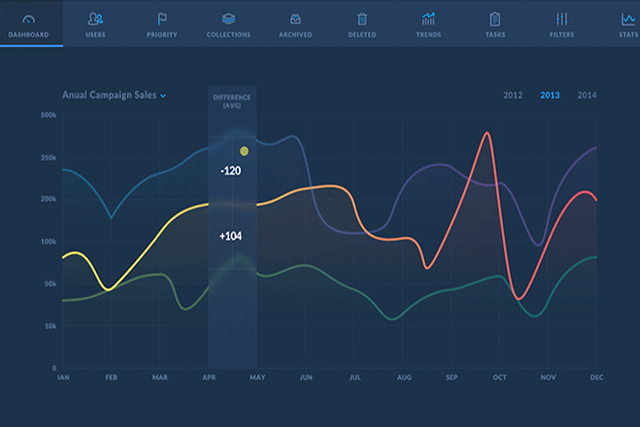 DASHBOARD
USERS
PRIORITY
COLLECTIONS
ARCHIVED
DELETED
TRENDS
TASKS
FILTERS
STATS
Anual Campaign Sales
2012
2013
2014
DIFFERENCE
(AVG)
500k
350k
200k
100k
50k
10k
0
-120
+104
JAN
FEB
MAR
APR
MAY
JUN
JUL
AUG
SEP
OCT
NOV
DEC